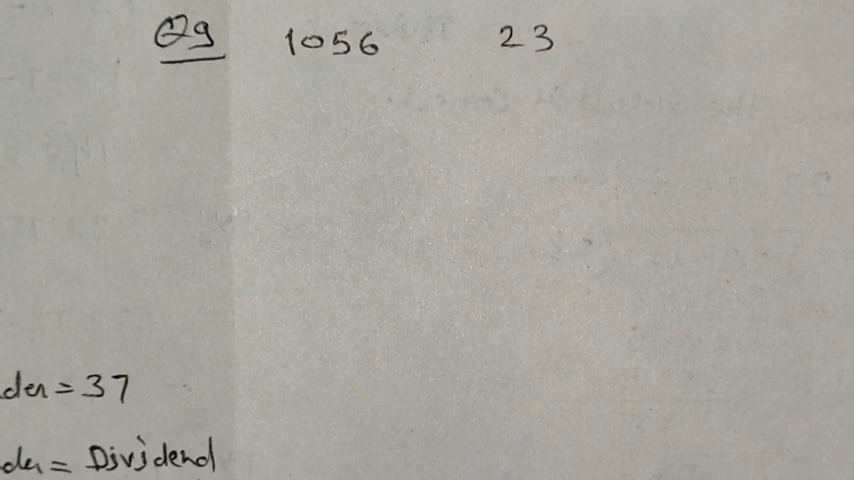 Q9 1056 23
der = 37
der = Dividend